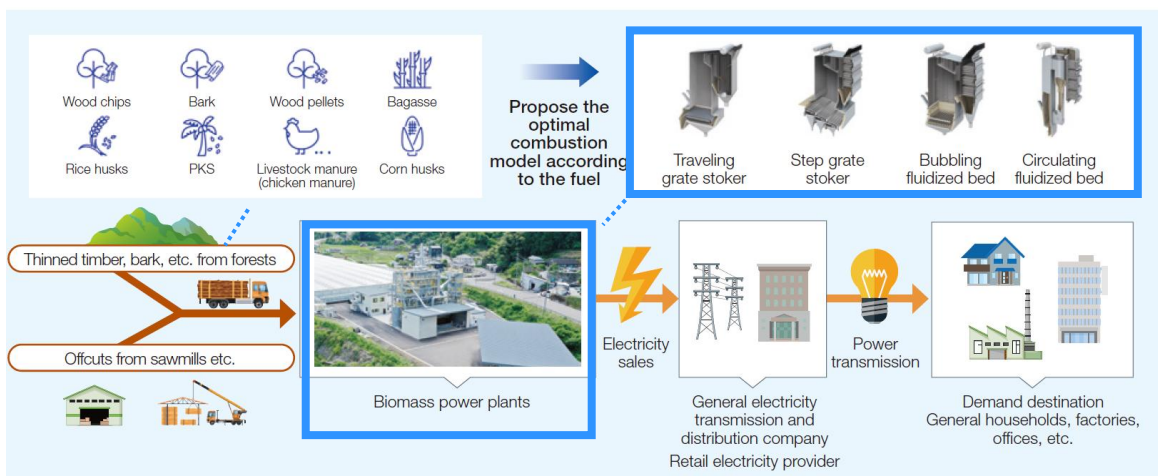 Wood chips
Bark
Wood pellets
Bagasse
Rice husks
PKS
Livestock manure
(chicken manure)
Corn husks
Propose the
optimal
combustion
model according
to the fuel
Traveling
grate stoker
Step grate
stoker
Bubbling
fluidized bed
Circulating
fluidized bed
Thinned timber, bark, etc. from forests
Offcuts from sawmills etc.
Biomass power plants
Electricity
sales
General electricity
transmission and
distribution company
Retail electricity provider
Power
transmission
Demand destination
General households, factories,
offices, etc.